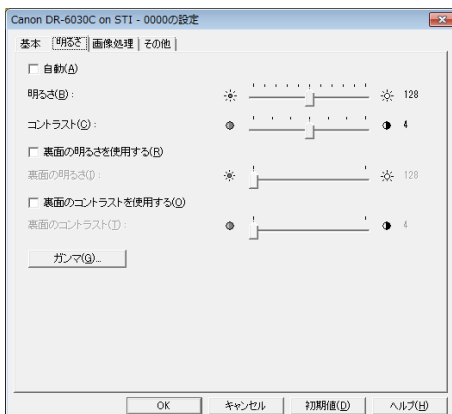 Canon DR-6030C on STI - 0000の設定
基本 明るさ 画像処理 その他
自動(A)
明るさ(B): 128
コントラスト(C): 4
裏面の明るさを使用する(R)
裏面の明るさ(I): 128
裏面のコントラストを使用する(O)
裏面のコントラスト(T): 4
ガンマ(G)...
OK キャンセル 初期値(D) ヘルプ(H)